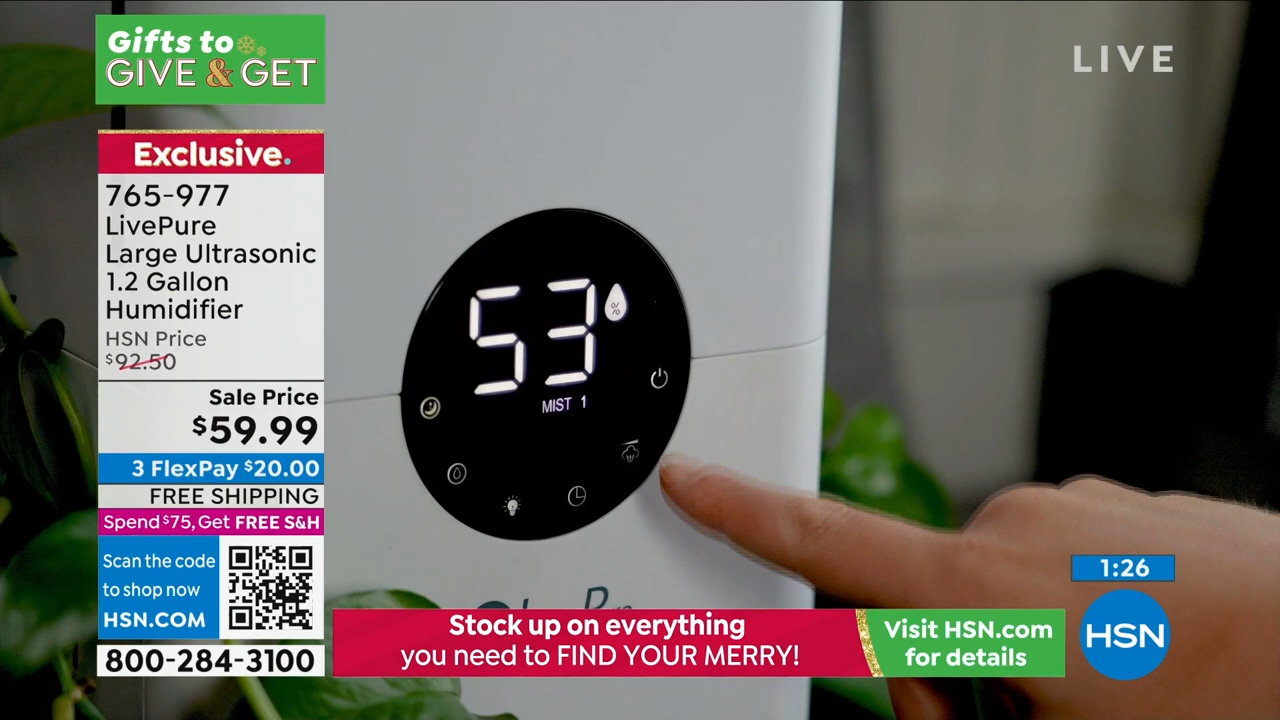 Gifts to
GIVE & GET
LIVE
Exclusive.
765-977
LivePure
Large Ultrasonic
1.2 Gallon
Humidifier
HSN Price
$92.50
Sale Price
$59.99
3 FlexPay $20.00
FREE SHIPPING
Spend $75, Get FREE S&H
Scan the code
to shop now
HSN.COM
800-284-3100
53 %
MIST 1
Stock up on everything
you need to FIND YOUR MERRY!
Visit HSN.com
for details
1:26
HSN